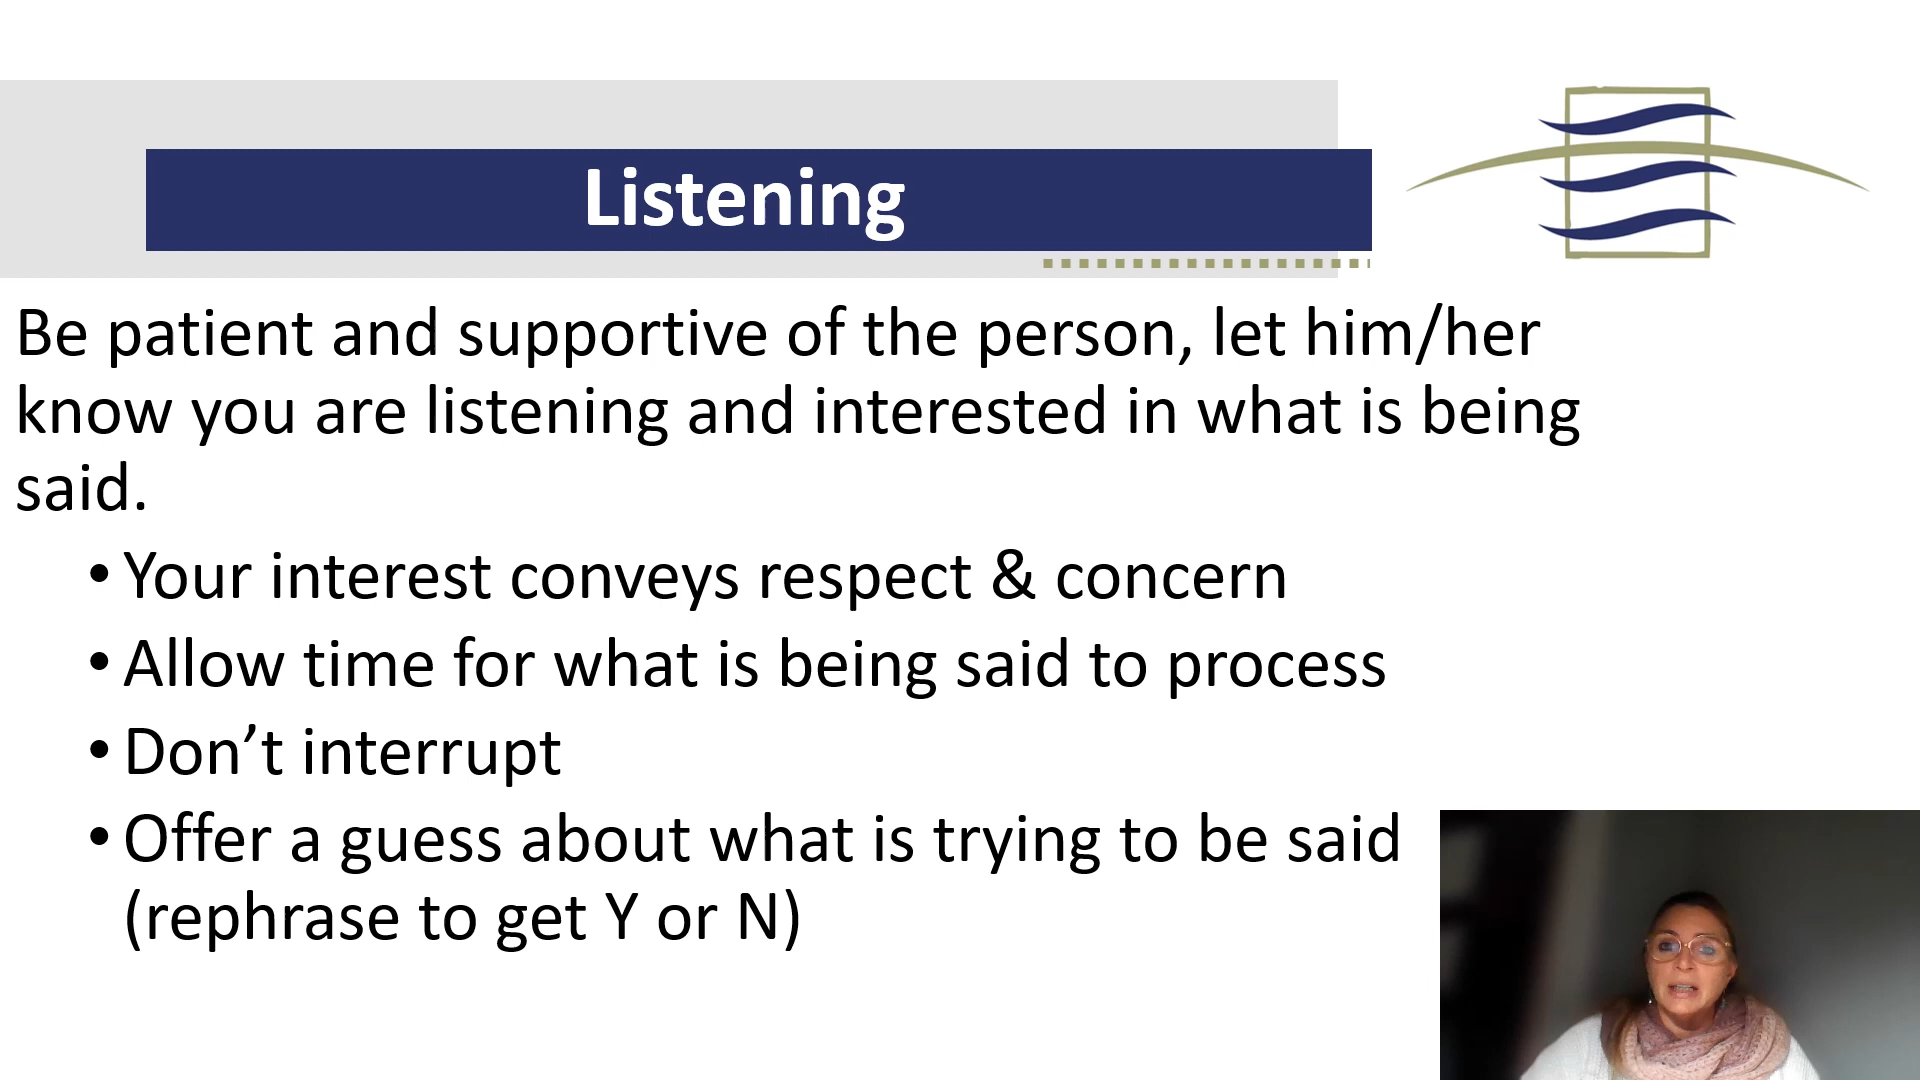 Listening
Be patient and supportive of the person, let him/her
know you are listening and interested in what is being
said.
• Your interest conveys respect & concern
• Allow time for what is being said to process
• Don’t interrupt
• Offer a guess about what is trying to be said
(rephrase to get Y or N)